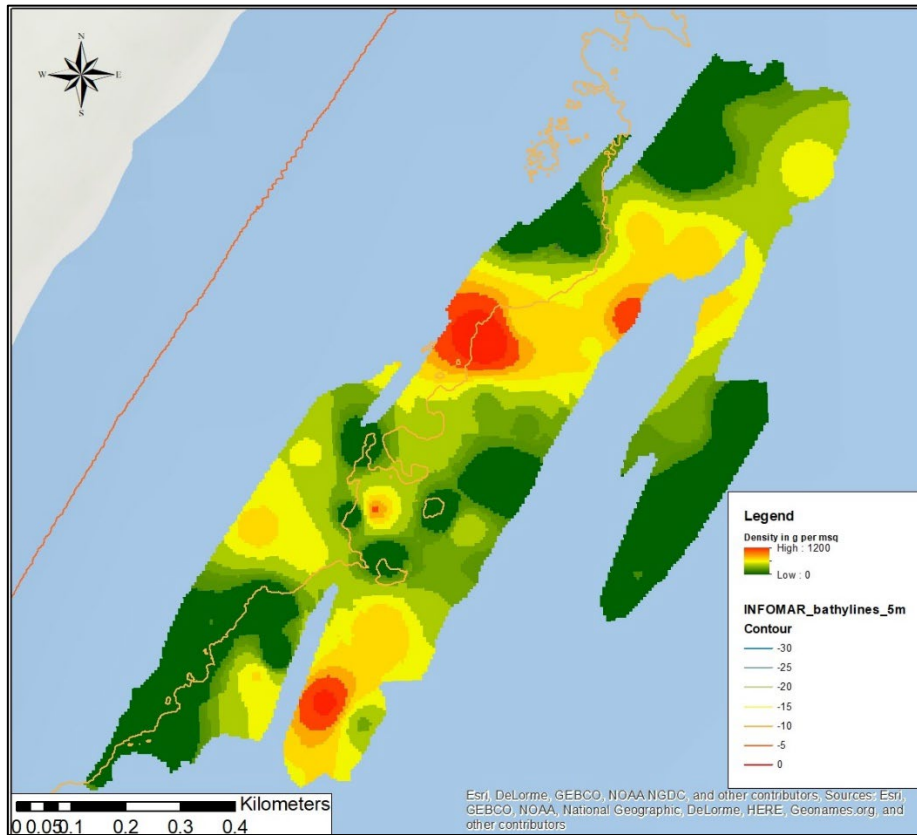 N
W E
S
Legend
Density in g per msq
High : 1200
Low : 0
INFOMAR_bathylines_5m
Contour
-30
-25
-20
-15
-10
-5
0
Kilometers
0 0.05 0.1 0.2 0.3 0.4
Esri, DeLorme, GEBCO, NOAA NGDC, and other contributors, Sources: Esri,
GEBCO, NOAA, National Geographic, DeLorme, HERE, Geonames.org, and
other contributors